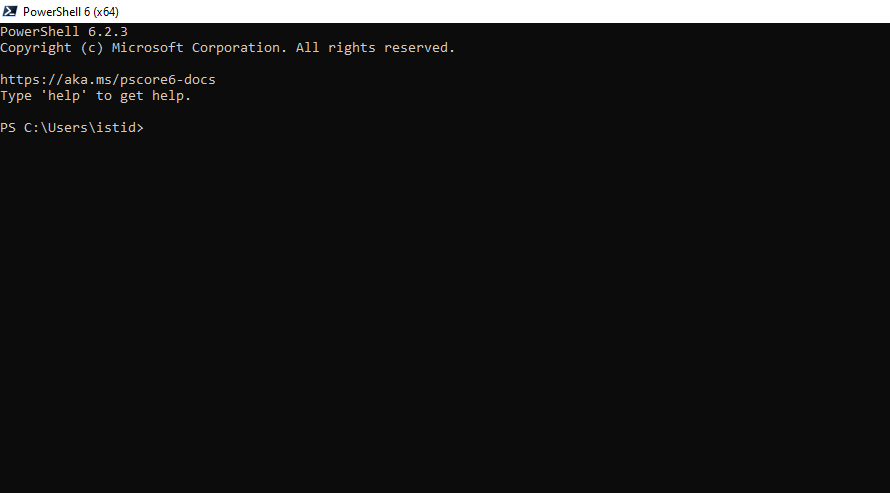 PowerShell 6 (x64)
PowerShell 6.2.3
Copyright (c) Microsoft Corporation. All rights reserved.
https://aka.ms/pscore6-docs
Type 'help' to get help.
PS C:\Users\istid>